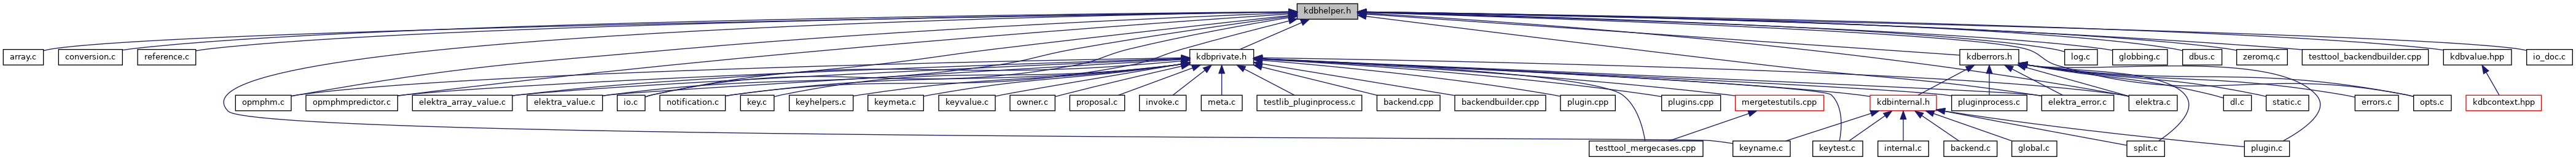 kdbhelper.h
array.c
conversion.c
reference.c
kdbprivate.h
kdberrors.h
log.c
globbing.c
dbus.c
zeromq.c
testtool_backendbuilder.cpp
kdbvalue.hpp
io_doc.c
opmphm.c
opmphmpredictor.c
elektra_array_value.c
elektra_value.c
io.c
notification.c
key.c
keyhelpers.c
keymeta.c
keyvalue.c
owner.c
proposal.c
invoke.c
meta.c
testlib_pluginprocess.c
backend.cpp
backendbuilder.cpp
plugin.cpp
plugins.cpp
mergetestutils.cpp
kdbinternal.h
pluginprocess.c
elektra_error.c
elektra.c
dl.c
static.c
errors.c
opts.c
kdbcontext.hpp
testtool_mergecases.cpp
keyname.c
keytest.c
internal.c
backend.c
global.c
split.c
plugin.c